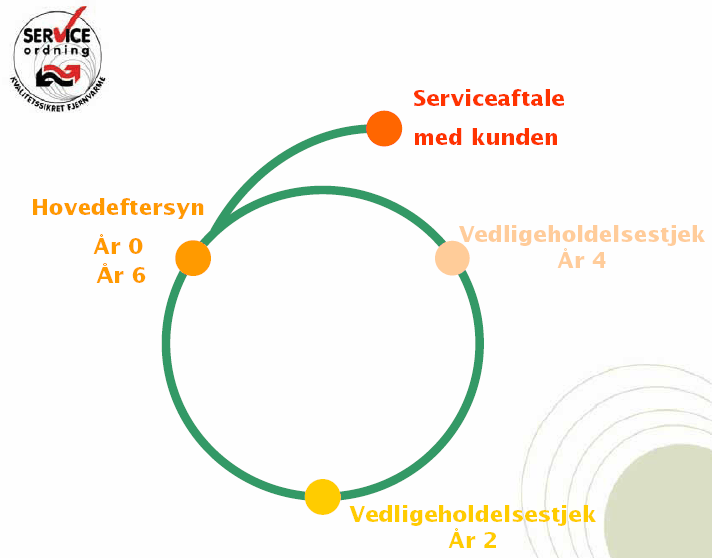 SERVICE
ordning
KVALITETSSIKRET FJERNVARME
Serviceaftale
med kunden
Hovedeftersyn
År 0
År 6
Vedligeholdelsestjek
År 4
Vedligeholdelsestjek
År 2